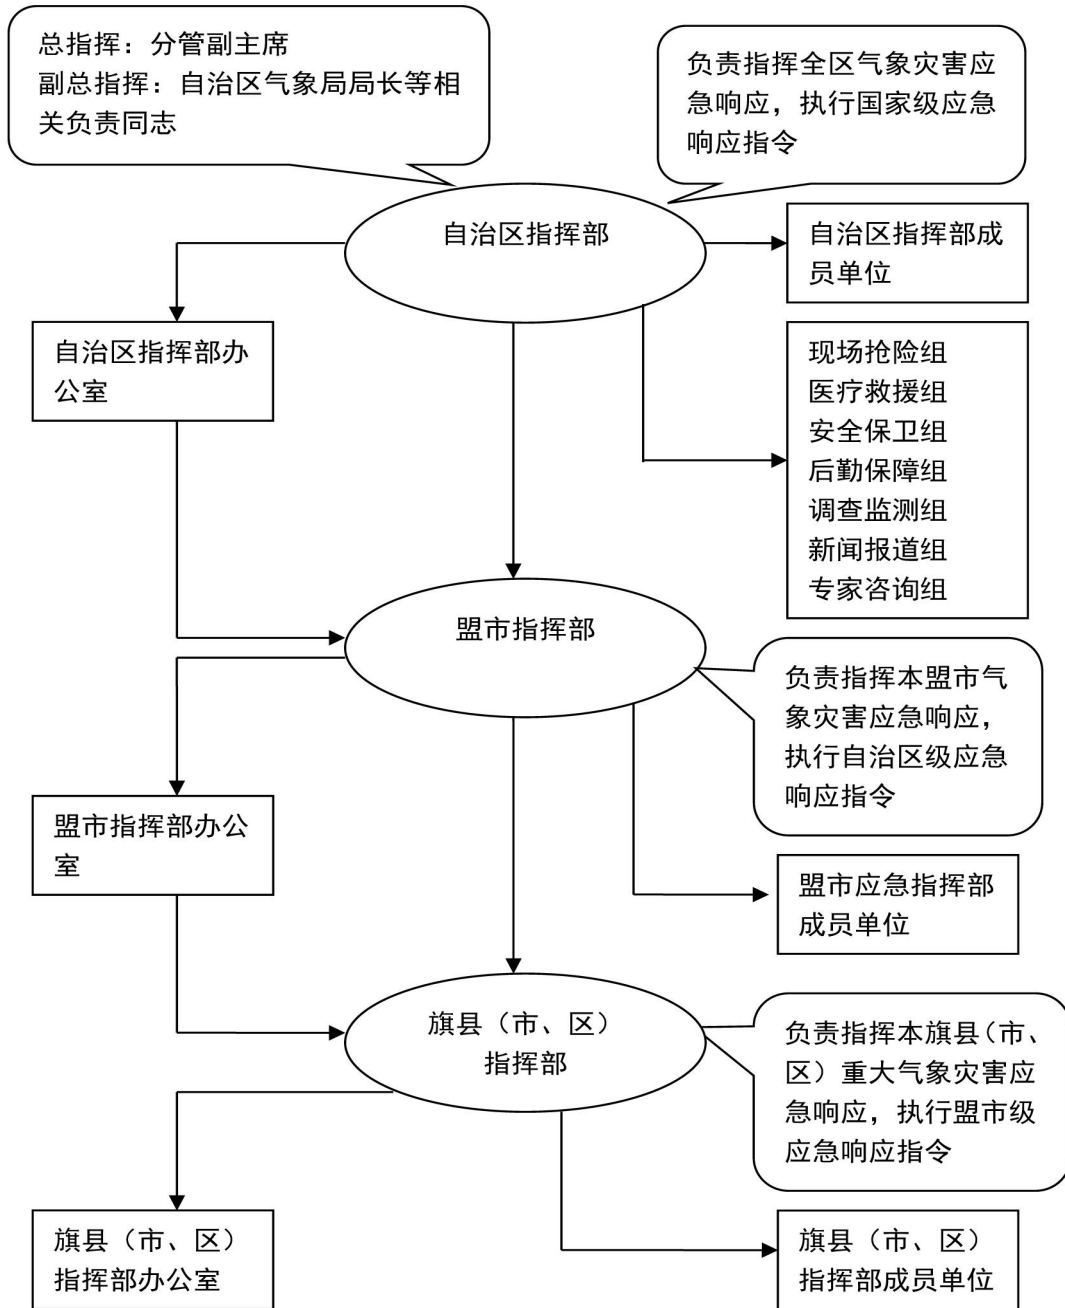 总指挥：分管副主席
副总指挥：自治区气象局局长等相
关负责同志
负责指挥全区气象灾害应
急响应，执行国家级应急
响应指令
自治区指挥部
自治区指挥部成
员单位
自治区指挥部办
公室
现场抢险组
医疗救援组
安全保卫组
后勤保障组
调查监测组
新闻报道组
专家咨询组
盟市指挥部
负责指挥本盟市气
象灾害应急响应，
执行自治区级应急
响应指令
盟市指挥部办公
室
盟市应急指挥部
成员单位
旗县（市、区）
指挥部
负责指挥本旗县（市、
区）重大气象灾害应
急响应，执行盟市级
应急响应指令
旗县（市、区）
指挥部办公室
旗县（市、区）
指挥部成员单位